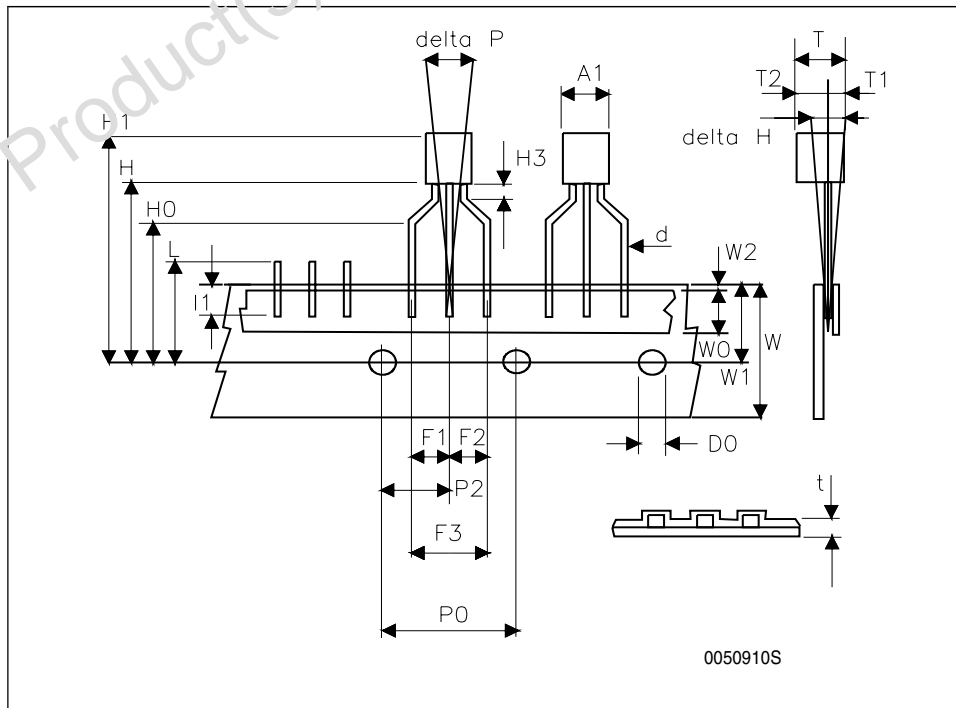 Product(s)
delta P
A1
T
T2
T1
H1
H3
delta H
H
H0
d
L
W2
I1
W0
W
W1
F1
F2
D0
P2
t
F3
P0
0050910S